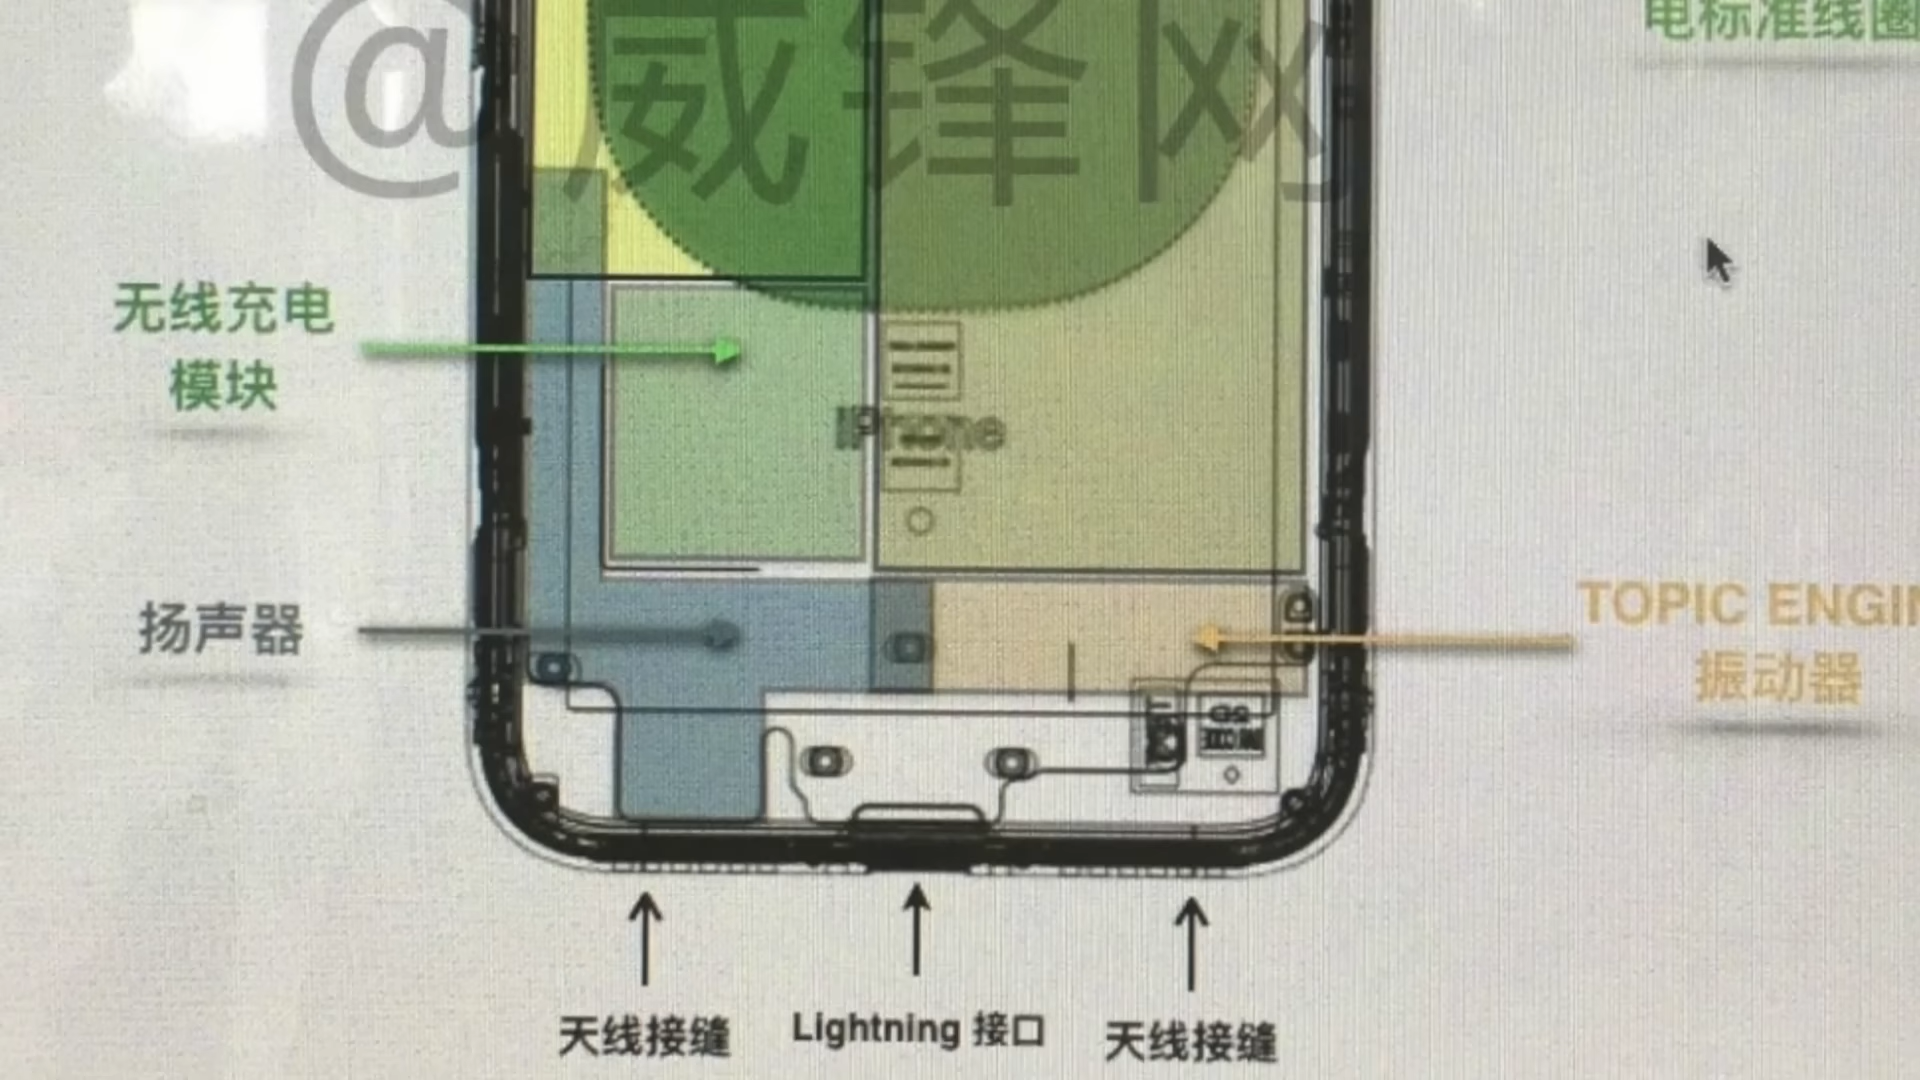 @威锋网
电标准线圈
无线充电
模块
iPhone
扬声器
TOPIC ENGIN
振动器
天线接缝
Lightning 接口
天线接缝